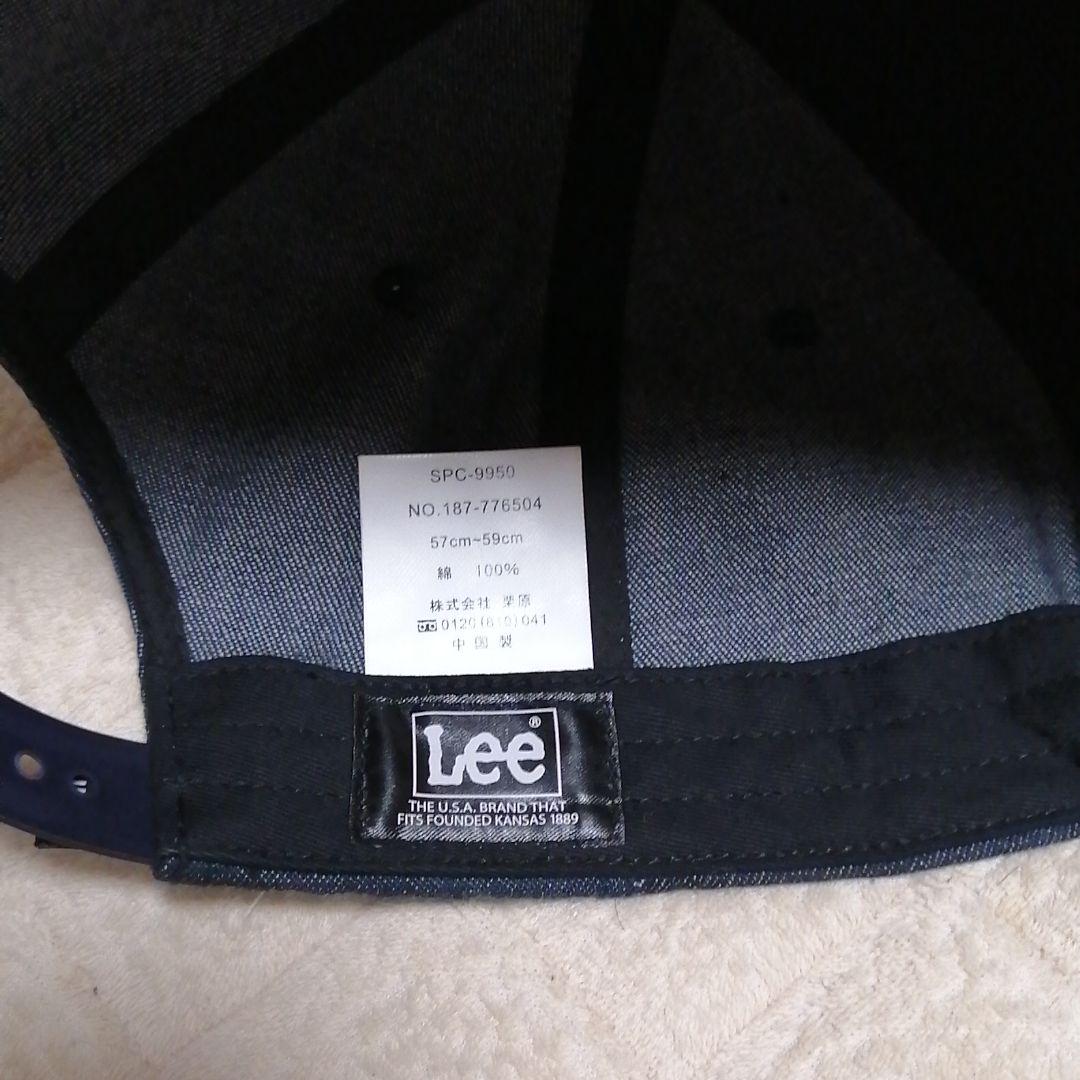 SPC-9950
NO.187-776504
57cm~59cm
綿 100%
株式会社 栗原
0120(810)041
中国製
Lee®
THE U.S.A. BRAND THAT
FITS FOUNDED KANSAS 1889